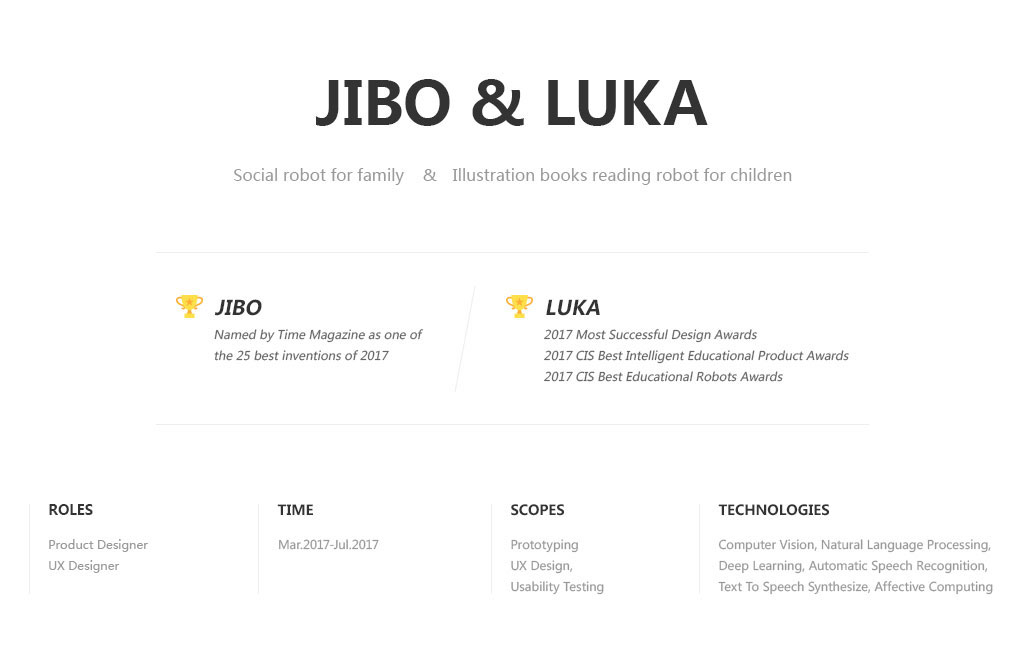 JIBO & LUKA
Social robot for family & Illustration books reading robot for children
JIBO
Named by Time Magazine as one of
the 25 best inventions of 2017
LUKA
2017 Most Successful Design Awards
2017 CIS Best Intelligent Educational Product Awards
2017 CIS Best Educational Robots Awards
ROLES
Product Designer
UX Designer
TIME
Mar.2017-Jul.2017
SCOPES
Prototyping
UX Design,
Usability Testing
TECHNOLOGIES
Computer Vision, Natural Language Processing,
Deep Learning, Automatic Speech Recognition,
Text To Speech Synthesize, Affective Computing